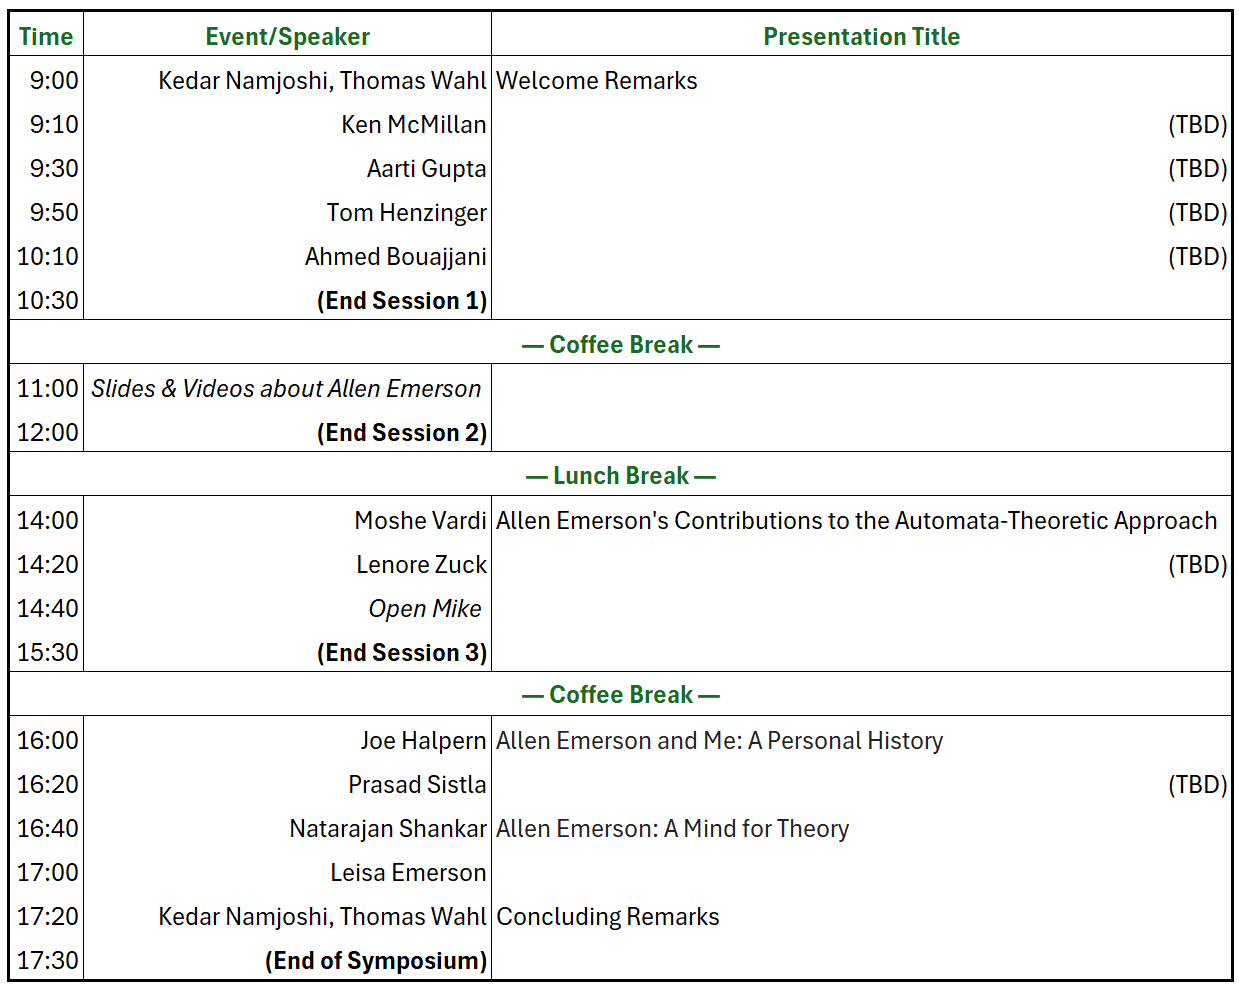 Time Event/Speaker Presentation Title
9:00 Kedar Namjoshi, Thomas Wahl Welcome Remarks
9:10 Ken McMillan (TBD)
9:30 Aarti Gupta (TBD)
9:50 Tom Henzinger (TBD)
10:10 Ahmed Bouajjani (TBD)
10:30 (End Session 1)
— Coffee Break —
11:00 Slides & Videos about Allen Emerson
12:00 (End Session 2)
— Lunch Break —
14:00 Moshe Vardi Allen Emerson's Contributions to the Automata-Theoretic Approach
14:20 Lenore Zuck (TBD)
14:40 Open Mike
15:30 (End Session 3)
— Coffee Break —
16:00 Joe Halpern Allen Emerson and Me: A Personal History
16:20 Prasad Sistla (TBD)
16:40 Natarajan Shankar Allen Emerson: A Mind for Theory
17:00 Leisa Emerson
17:20 Kedar Namjoshi, Thomas Wahl Concluding Remarks
17:30 (End of Symposium)